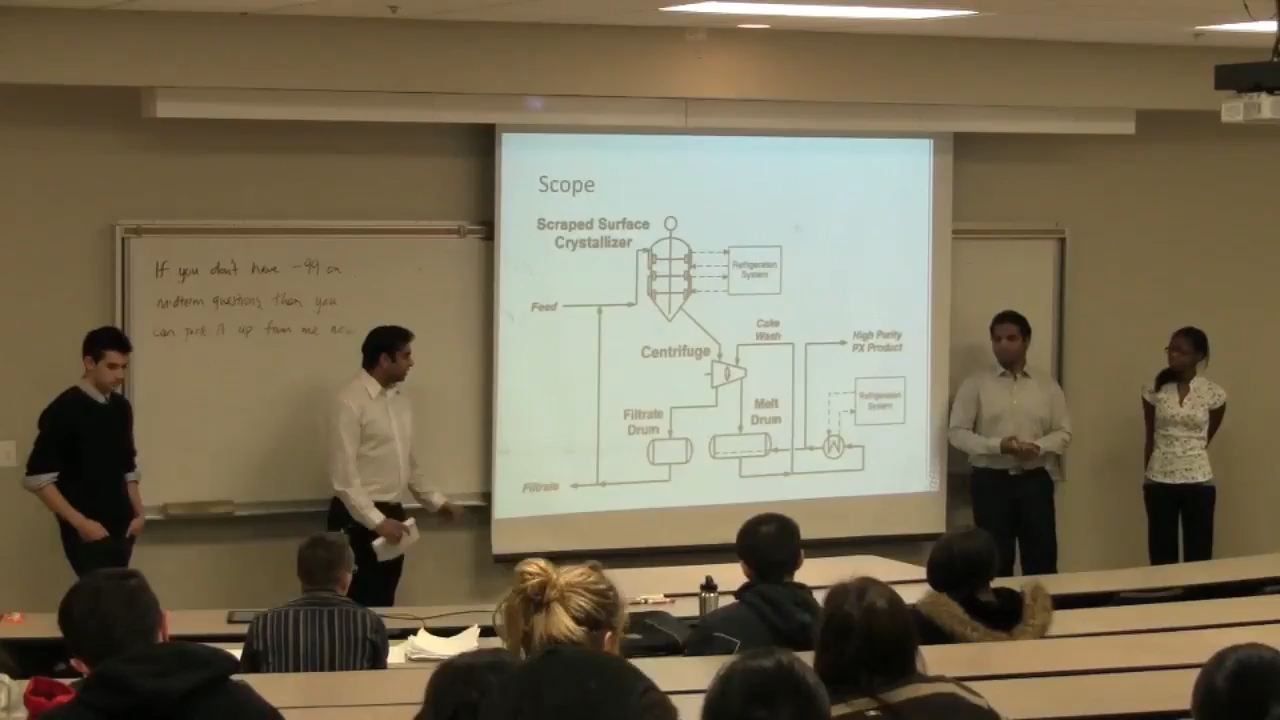 If you don't have -99 on
midterm questions then you
can pick it up from me now
Scope
Scraped Surface
Crystallizer
Refrigeration
System
Feed
Cake
Wash
High Purity
PX Product
Centrifuge
Refrigeration
System
Filtrate
Drum
Melt
Drum
Filtrate